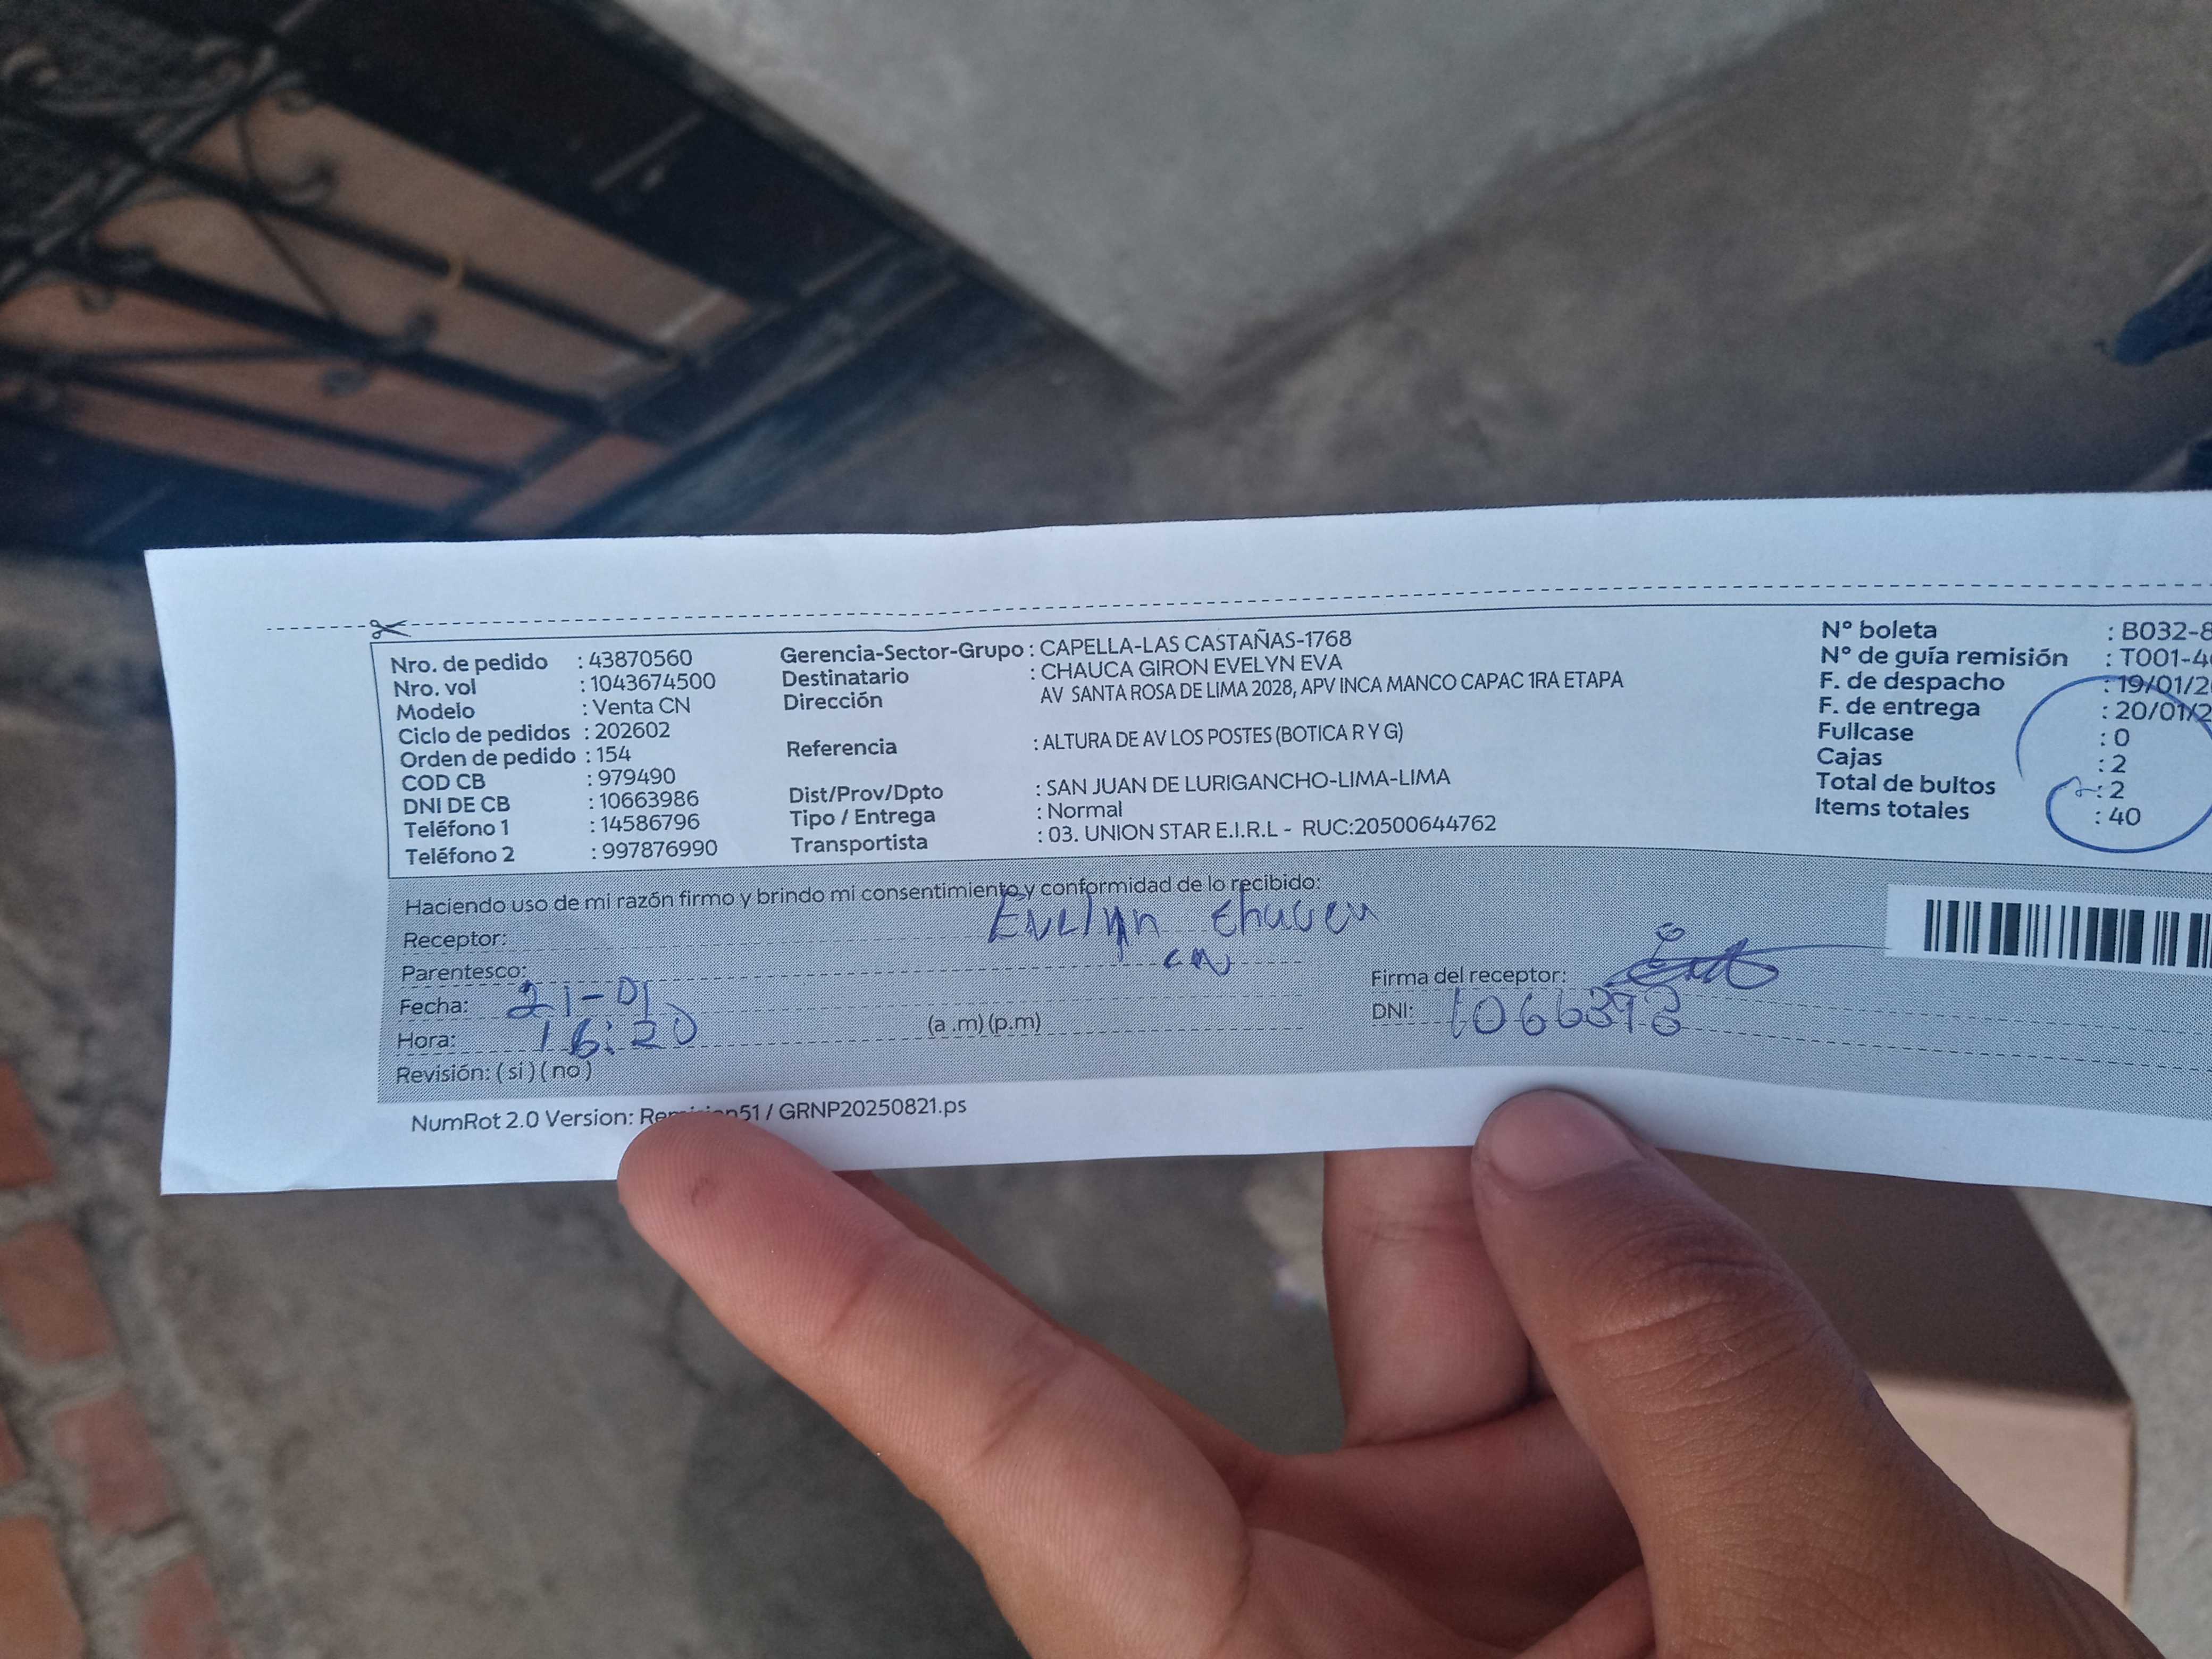 Nro. de pedido : 43870560
Nro. vol : 1043674500
Modelo : Venta CN
Ciclo de pedidos : 202602
Orden de pedido : 154
COD CB : 979490
DNI DE CB : 10663986
Teléfono 1 : 14586796
Teléfono 2 : 997876990
Gerencia-Sector-Grupo : CAPELLA-LAS CASTAÑAS-1768
Destinatario : CHAUCA GIRON EVELYN EVA
Dirección AV SANTA ROSA DE LIMA 2028, APV INCA MANCO CAPAC 1RA ETAPA
Referencia : ALTURA DE AV LOS POSTES (BOTICA R Y G)
Dist/Prov/Dpto : SAN JUAN DE LURIGANCHO-LIMA-LIMA
Tipo / Entrega : Normal
Transportista : 03. UNION STAR E.I.R.L - RUC:20500644762
N° boleta : B032-8
N° de guía remisión : T001-4
F. de despacho : 19/01/2
F. de entrega : 20/01/2
Fullcase : 0
Cajas : 2
Total de bultos : 2
Items totales : 40
Haciendo uso de mi razón firmo y brindo mi consentimiento y conformidad de lo recibido:
Receptor: Evelyn
Parentesco: CN
Fecha: 21-01
Hora: 16:20 (a .m) (p.m)
Revisión: ( si ) ( no )
Firma del receptor:
DNI:
NumRot 2.0 Version: / GRNP20250821.ps